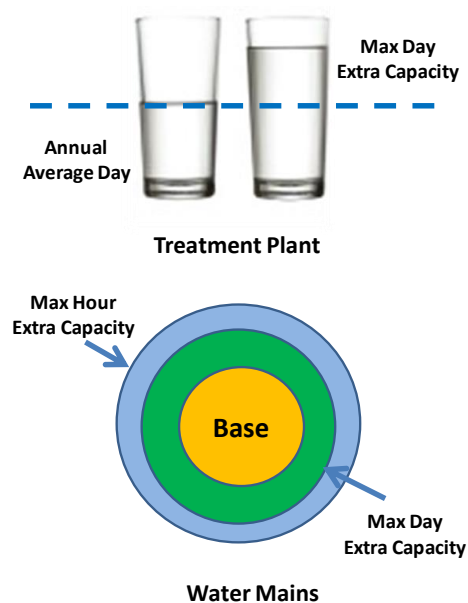 Max Day
Extra Capacity
Annual
Average Day
Treatment Plant
Max Hour
Extra Capacity
Base
Max Day
Extra Capacity
Water Mains